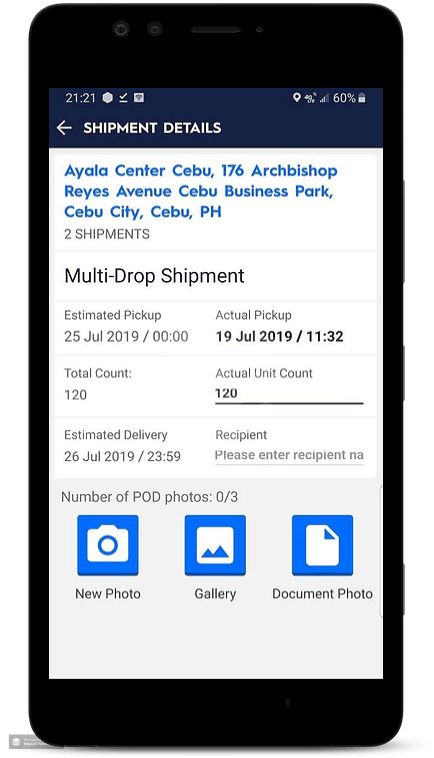 21:21 60%
SHIPMENT DETAILS
Ayala Center Cebu, 176 Archbishop
Reyes Avenue Cebu Business Park,
Cebu City, Cebu, PH
2 SHIPMENTS
Multi-Drop Shipment
Estimated Pickup Actual Pickup
25 Jul 2019 / 00:00 19 Jul 2019 / 11:32
Total Count: Actual Unit Count
120 120
Estimated Delivery Recipient
26 Jul 2019 / 23:59 Please enter recipient na
Number of POD photos: 0/3
New Photo Gallery Document Photo